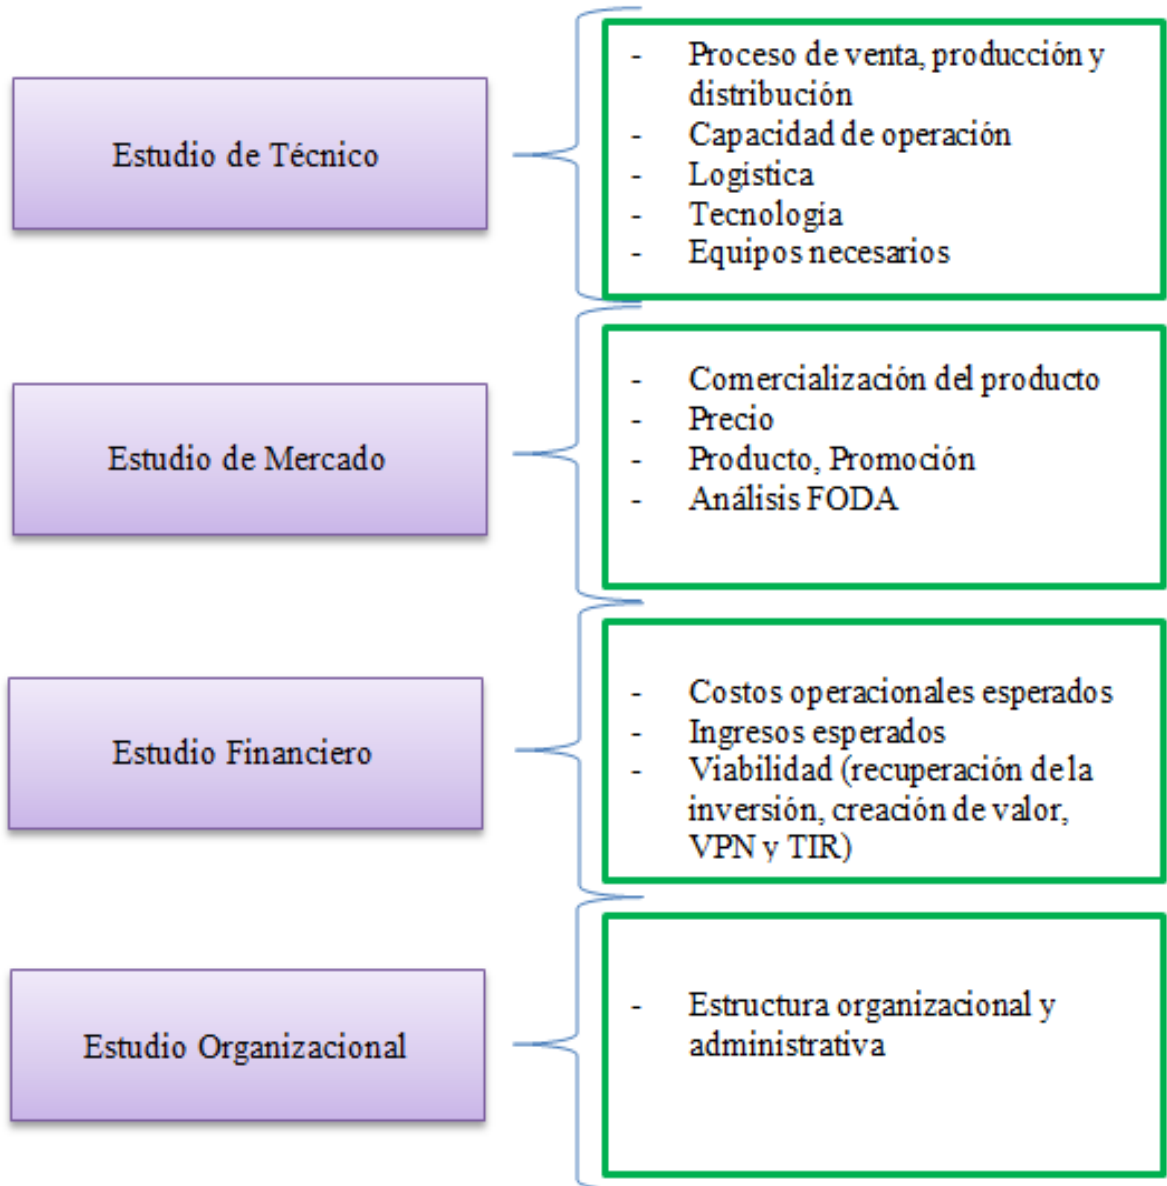 Estudio de Técnico
- Proceso de venta, producción y
distribución
- Capacidad de operación
- Logística
- Tecnología
- Equipos necesarios
Estudio de Mercado
- Comercialización del producto
- Precio
- Producto, Promoción
- Análisis FODA
Estudio Financiero
- Costos operacionales esperados
- Ingresos esperados
- Viabilidad (recuperación de la
inversión, creación de valor,
VPN y TIR)
Estudio Organizacional
- Estructura organizacional y
administrativa